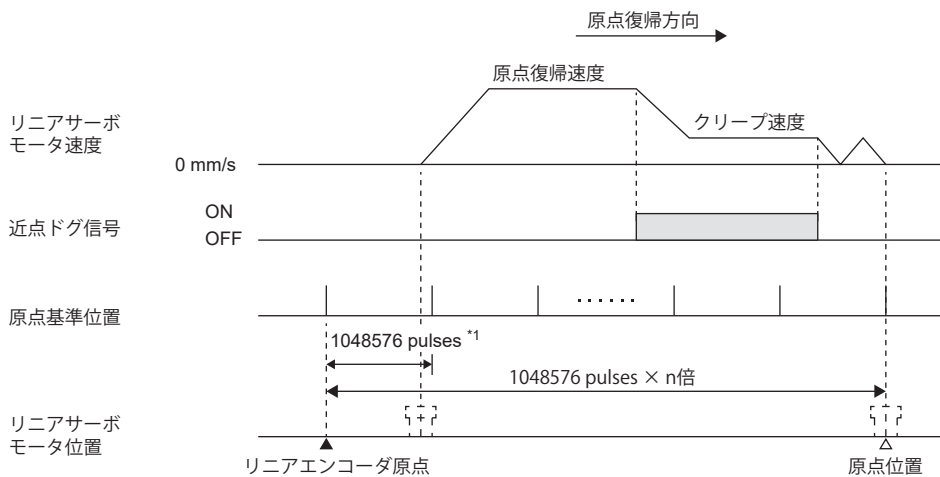 原点復帰方向
原点復帰速度
リニアサーボ
モータ速度
クリープ速度
0 mm/s
ON
近点ドグ信号
OFF
原点基準位置
1048576 pulses *1
1048576 pulses × n倍
リニアサーボ
モータ位置
リニアエンコーダ原点
原点位置